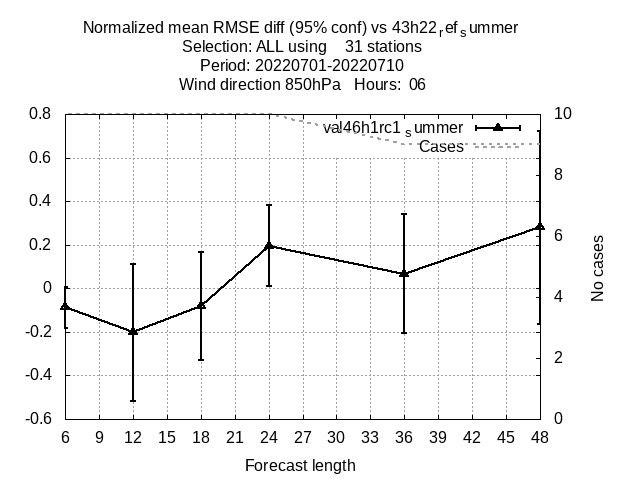 Normalized mean RMSE diff (95% conf) vs 43h22refsummer
Selection: ALL using 31 stations
Period: 20220701-20220710
Wind direction 850hPa Hours: 06
val46h1rc1summer
Cases
0.8
0.6
0.4
0.2
0
-0.2
-0.4
-0.6
10
8
6
4
2
0
No cases
6 9 12 15 18 21 24 27 30 33 36 39 42 45 48
Forecast length